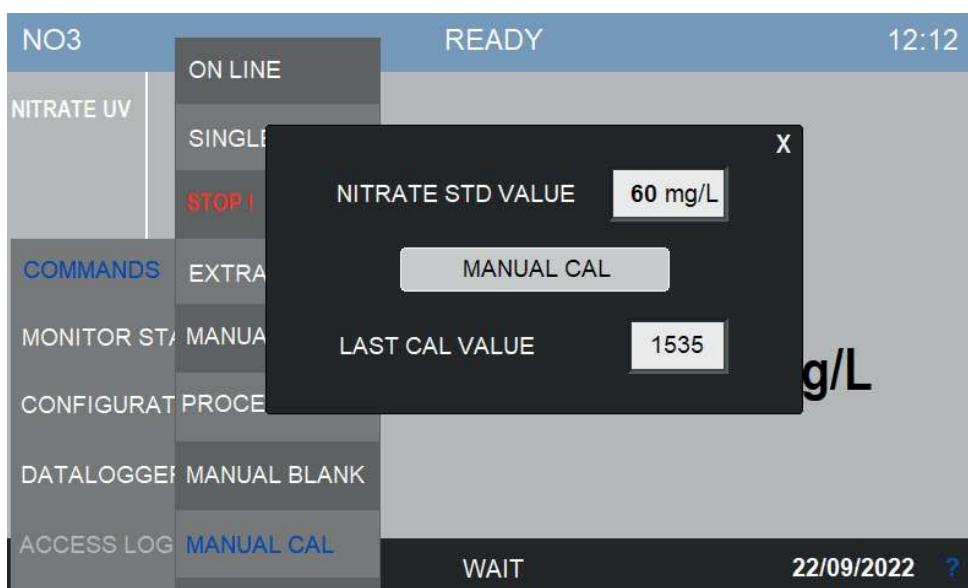 NO3 READY 12:12
ON LINE
NITRATE UV
SINGLE
X
STOP !
NITRATE STD VALUE 60 mg/L
COMMANDS
EXTRA
MANUAL CAL
MONITOR STA
MANUA
LAST CAL VALUE 1535
g/L
CONFIGURAT
PROCE
DATALOGGER
MANUAL BLANK
ACCESS LOG
MANUAL CAL
WAIT 22/09/2022 ?